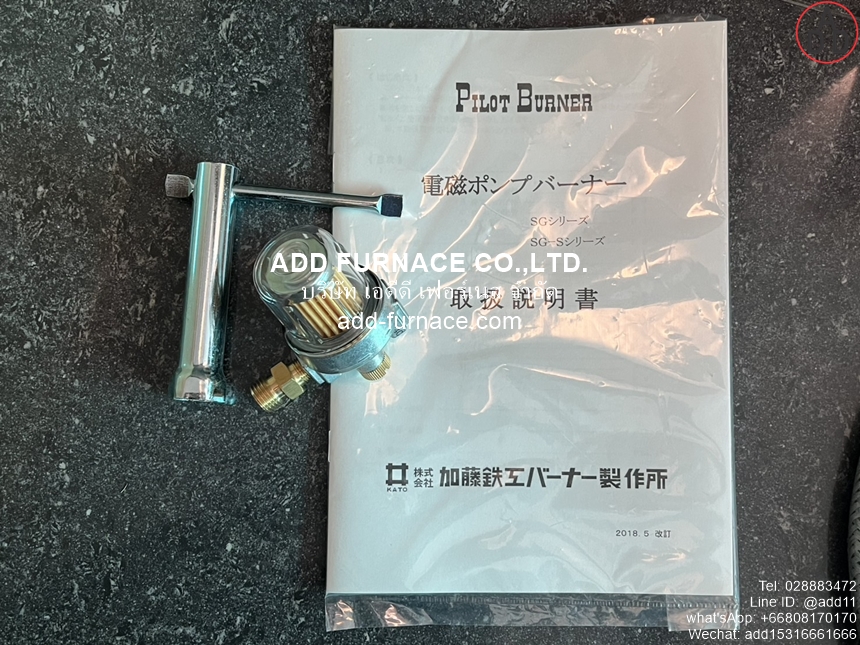 PILOT BURNER
電磁ポンプバーナー
SGシリーズ
SG-Sシリーズ
ADD FURNACE CO.,LTD.
บริษัท เอดดี เฟอร์เนส จำกัด
取扱説明書
add-furnace.com
KATO
株式会社 加藤鉄工バーナー製作所
2018.5 改訂
Tel: 028883472
Line ID: @add11
what'sApp: +66808170170
Wechat: add15316661666